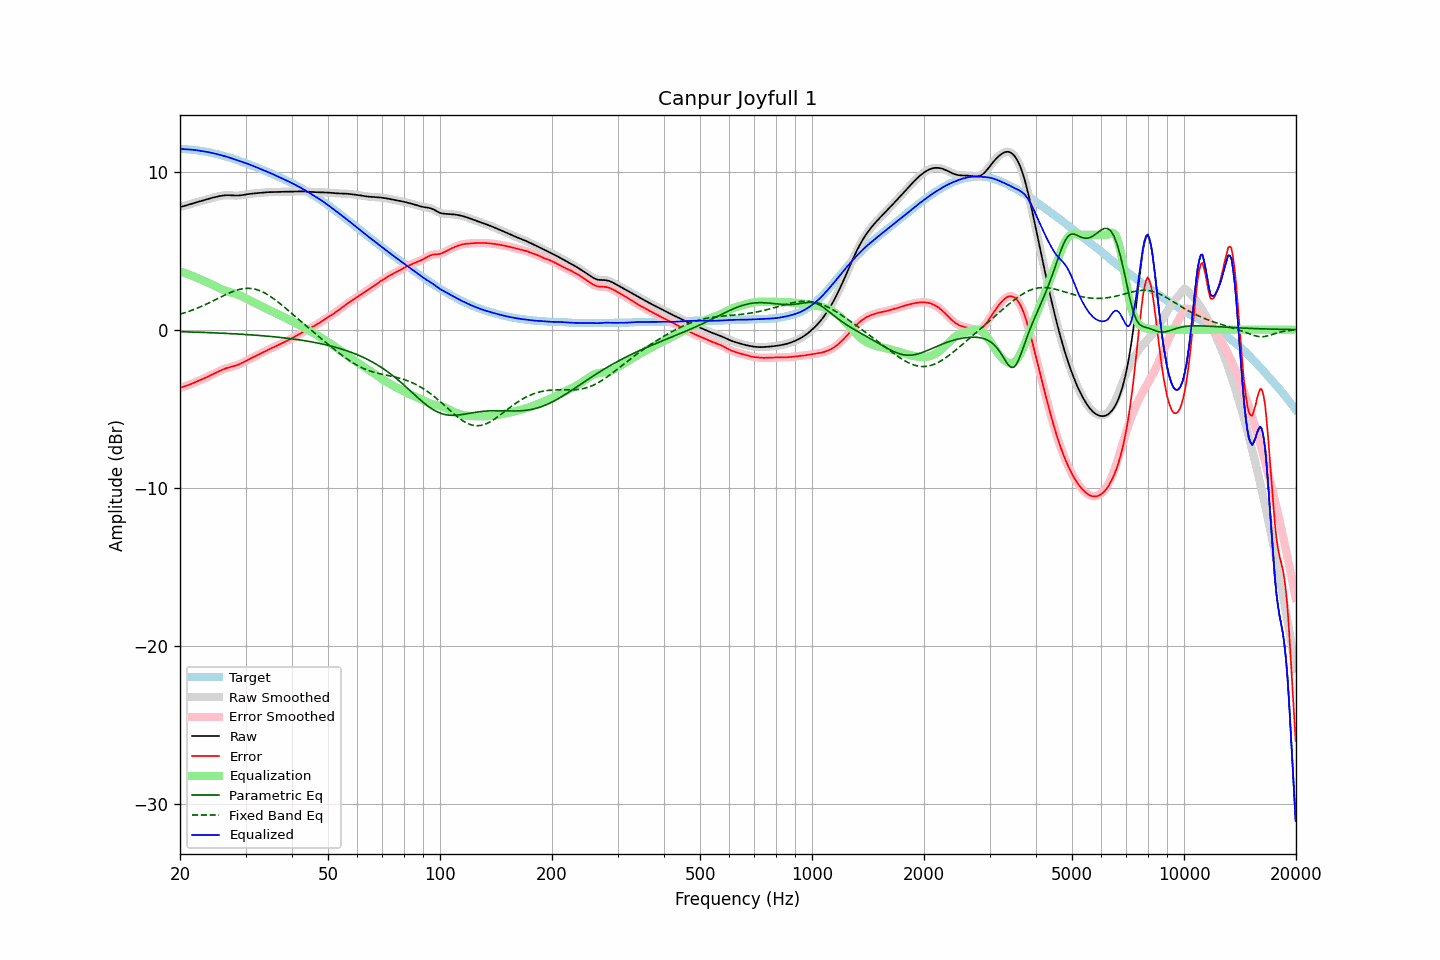 Canpur Joyfull 1
Amplitude (dBr)
10
0
−10
−20
−30
Target
Raw Smoothed
Error Smoothed
Raw
Error
Equalization
Parametric Eq
Fixed Band Eq
Equalized
20 50 100 200 500 1000 2000 5000 10000 20000
Frequency (Hz)